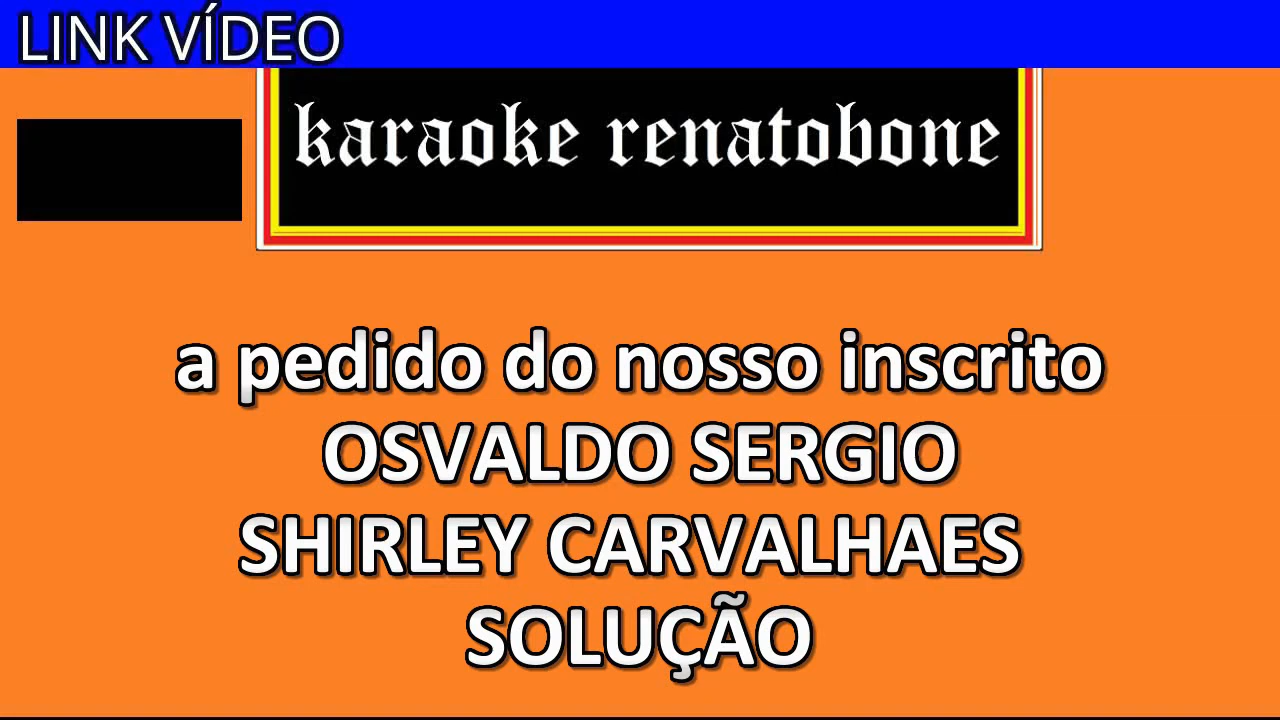 LINK VÍDEO
karaoke renatobone
a pedido do nosso inscrito
OSVALDO SERGIO
SHIRLEY CARVALHAES
SOLUÇÃO